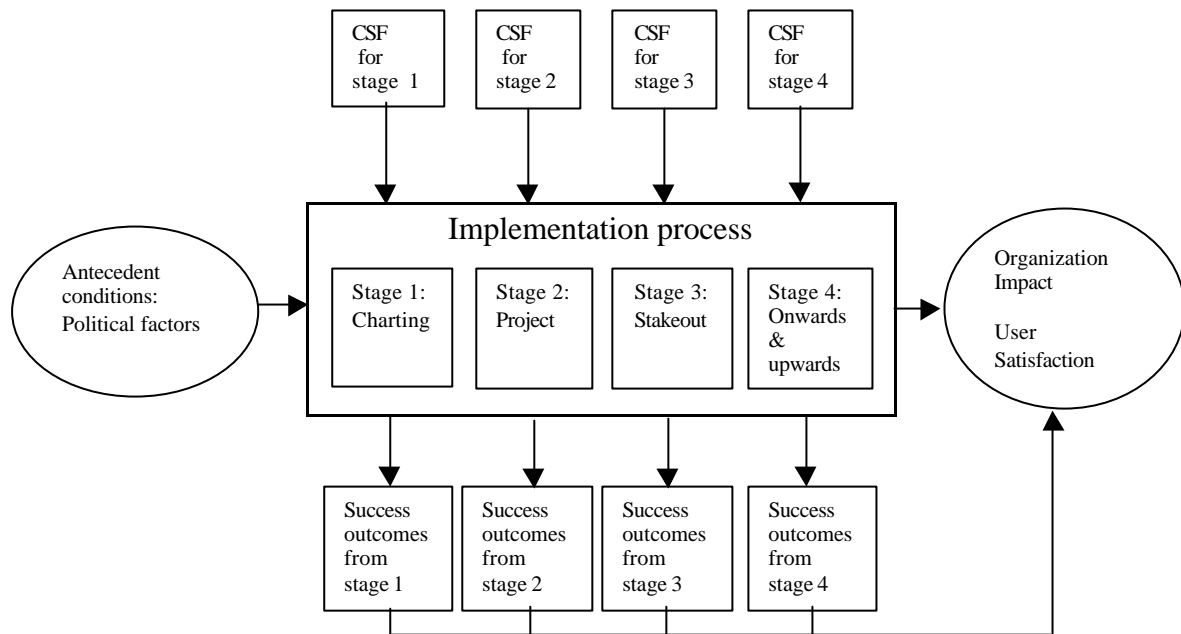 CSF
for
stage 1
CSF
for
stage 2
CSF
for
stage 3
CSF
for
stage 4
Implementation process
Antecedent
conditions:
Political factors
Stage 1:
Charting
Stage 2:
Project
Stage 3:
Stakeout
Stage 4:
Onwards
&
upwards
Organization
Impact
User
Satisfaction
Success
outcomes
from
stage 1
Success
outcomes
from
stage 2
Success
outcomes
from
stage 3
Success
outcomes
from
stage 4